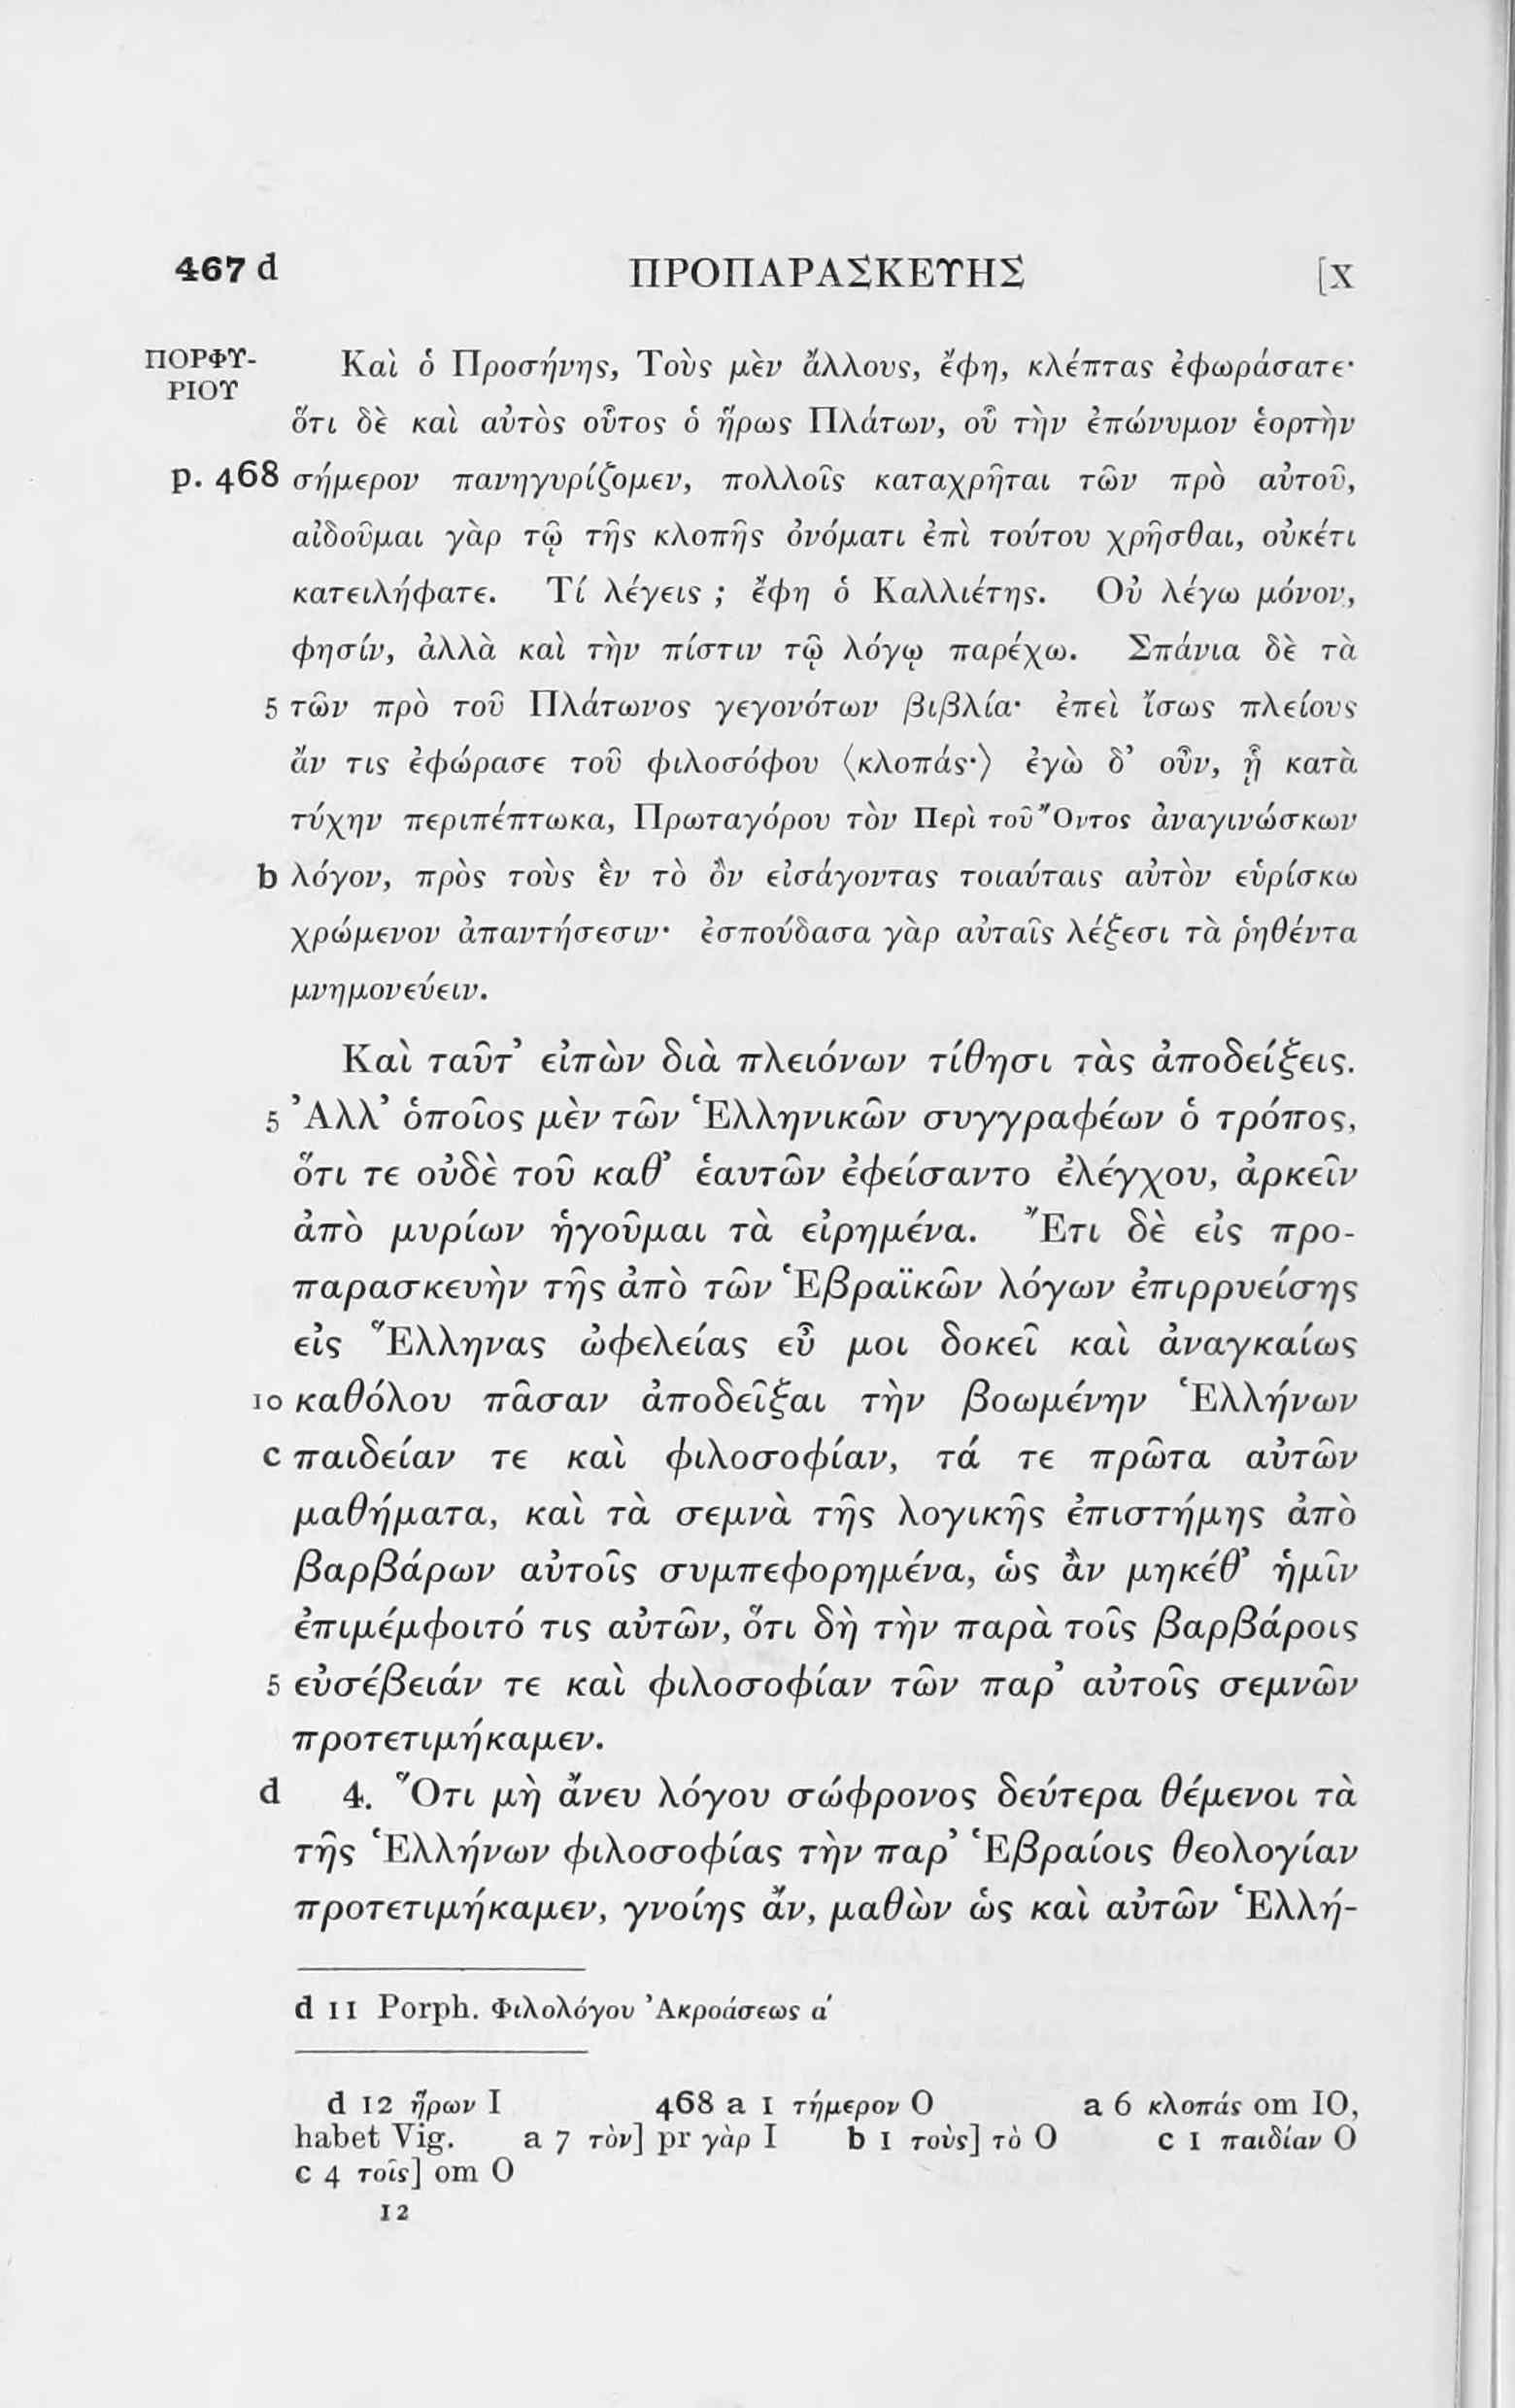 467 d ΠΡΟΠΑΡΑΣΚΕΥΗΣ [X
ΠΟΡΦΥ- Καὶ ὁ Προσήνης, Τοὺς μὲν ἄλλους, ἔφη, κλέπτας ἐφωράσατε·
ΡΙΟΥ
ὅτι δὲ καὶ αὐτὸς οὗτος ὁ ἥρως Πλάτων, οὗ τὴν ἐπώνυμον ἑορτὴν
p. 468 σήμερον πανηγυρίζομεν, πολλοῖς καταχρῆται τῶν πρὸ αὐτοῦ,
αἰδοῦμαι γὰρ τῷ τῆς κλοπῆς ὀνόματι ἐπὶ τούτου χρῆσθαι, οὐκέτι
κατειλήφατε. Τί λέγεις ; ἔφη ὁ Καλλιέτης. Οὐ λέγω μόνον,
φησίν, ἀλλὰ καὶ τὴν πίστιν τῷ λόγῳ παρέχω. Σπάνια δὲ τὰ
5 τῶν πρὸ τοῦ Πλάτωνος γεγονότων βιβλία· ἐπεὶ ἴσως πλείους
ἄν τις ἐφώρασε τοῦ φιλοσόφου ⟨κλοπάς·⟩ ἐγὼ δ’ οὖν, ᾗ κατὰ
τύχην περιπέπτωκα, Πρωταγόρου τὸν Περὶ τοῦ Ὄντος ἀναγινώσκων
b λόγον, πρὸς τοὺς ἓν τὸ ὂν εἰσάγοντας τοιαύταις αὐτὸν εὑρίσκω
χρώμενον ἀπαντήσεσιν· ἐσπούδασα γὰρ αὐταῖς λέξεσι τὰ ῥηθέντα
μνημονεύειν.
Καὶ ταῦτ’ εἰπὼν διὰ πλειόνων τίθησι τὰς ἀποδείξεις.
5 Ἀλλ’ ὁποῖος μὲν τῶν Ἑλληνικῶν συγγραφέων ὁ τρόπος,
ὅτι τε οὐδὲ τοῦ καθ’ ἑαυτῶν ἐφείσαντο ἐλέγχου, ἀρκεῖν
ἀπὸ μυρίων ἡγοῦμαι τὰ εἰρημένα. Ἔτι δὲ εἰς προ-
παρασκευὴν τῆς ἀπὸ τῶν Ἑβραϊκῶν λόγων ἐπιρρυείσης
εἰς Ἕλληνας ὠφελείας εὖ μοι δοκεῖ καὶ ἀναγκαίως
10 καθόλου πᾶσαν ἀποδεῖξαι τὴν βοωμένην Ἑλλήνων
c παιδείαν τε καὶ φιλοσοφίαν, τά τε πρῶτα αὐτῶν
μαθήματα, καὶ τὰ σεμνὰ τῆς λογικῆς ἐπιστήμης ἀπὸ
βαρβάρων αὐτοῖς συμπεφορημένα, ὡς ἂν μηκέθ’ ἡμῖν
ἐπιμέμφοιτό τις αὐτῶν, ὅτι δὴ τὴν παρὰ τοῖς βαρβάροις
5 εὐσέβειάν τε καὶ φιλοσοφίαν τῶν παρ’ αὐτοῖς σεμνῶν
προτετιμήκαμεν.
d 4. Ὅτι μὴ ἄνευ λόγου σώφρονος δεύτερα θέμενοι τὰ
τῆς Ἑλλήνων φιλοσοφίας τὴν παρ’ Ἑβραίοις θεολογίαν
προτετιμήκαμεν, γνοίης ἄν, μαθὼν ὡς καὶ αὐτῶν Ἑλλή-
d 11 Porph. Φιλολόγου Ἀκροάσεως α′
d 12 ἥρων I 468 a 1 τήμερον O a 6 κλοπάς om IO,
habet Vig. a 7 τὸν] pr γὰρ I b 1 τοὺς] τὸ O c 1 παιδίαν O
c 4 τοῖς] om O
12